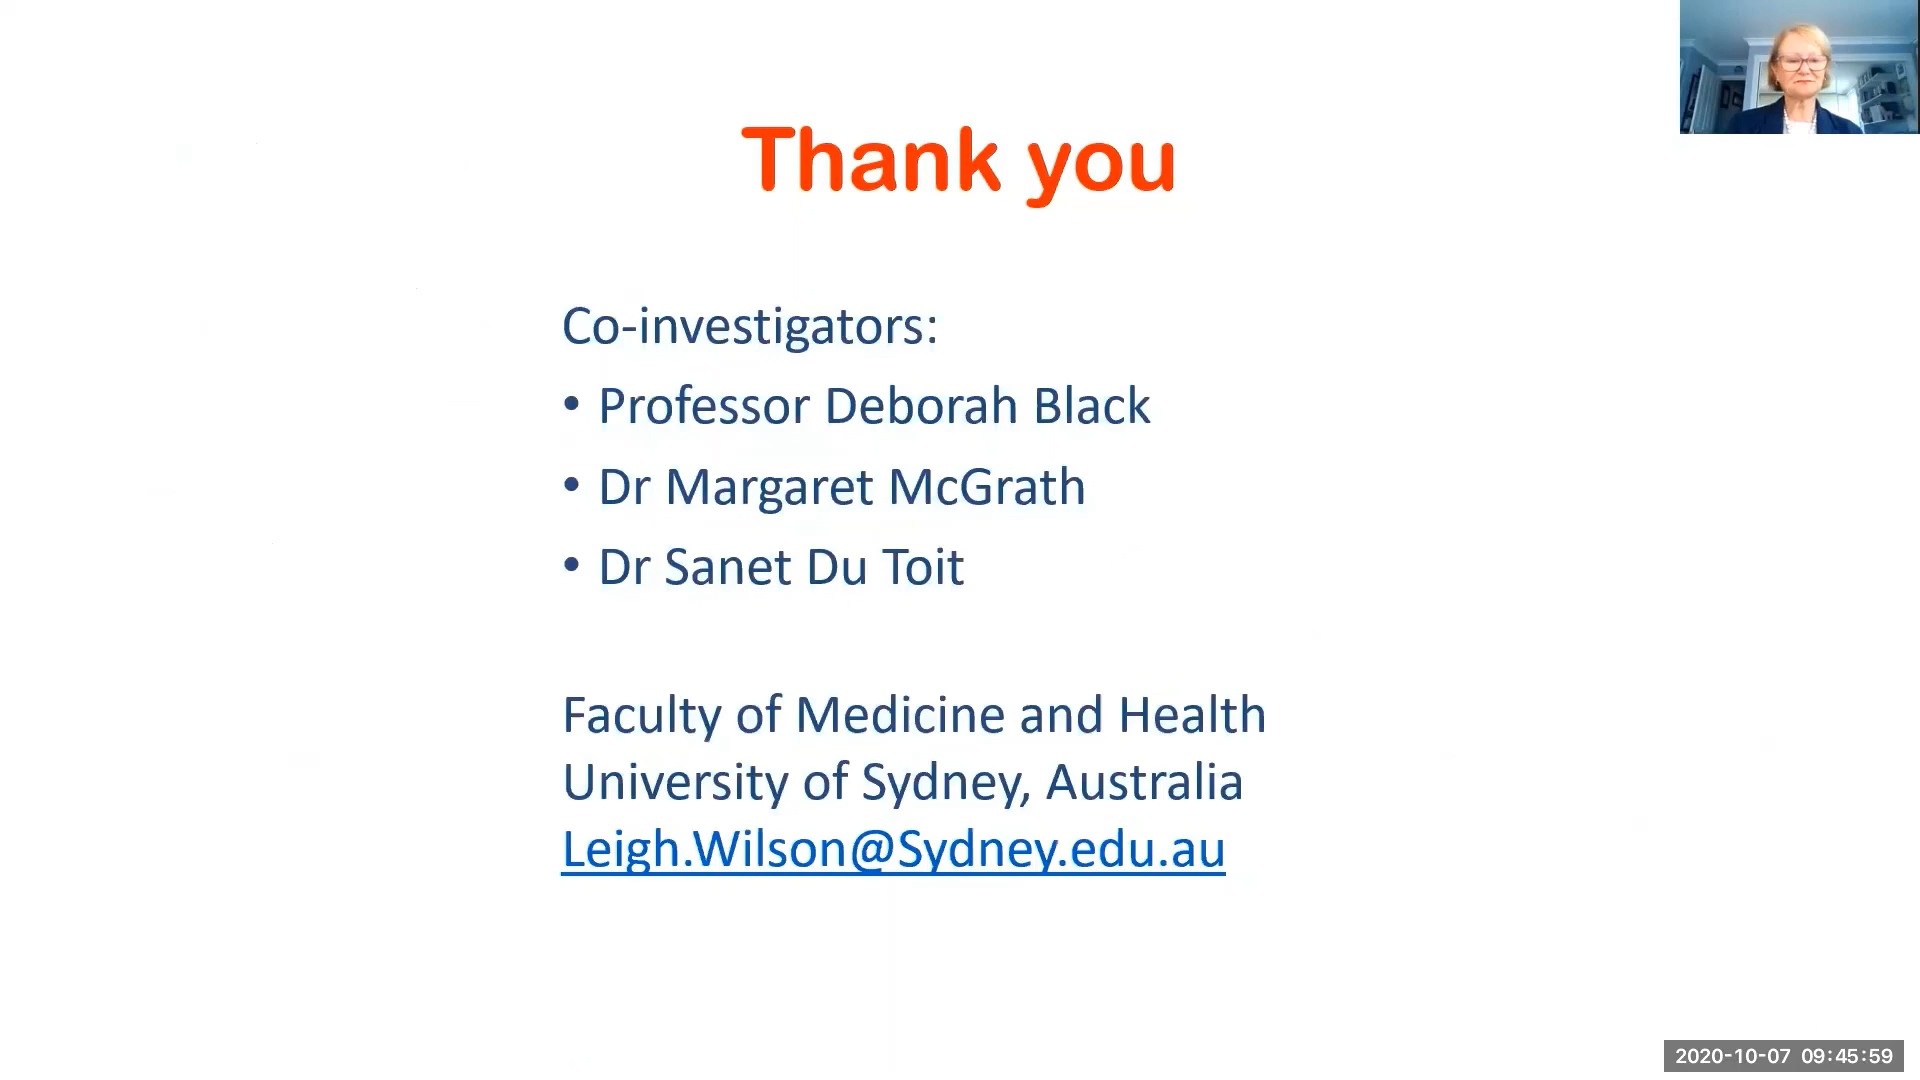 Thank you
Co-investigators:
• Professor Deborah Black
• Dr Margaret McGrath
• Dr Sanet Du Toit
Faculty of Medicine and Health
University of Sydney, Australia
Leigh.Wilson@Sydney.edu.au
2020-10-07 09:45:59